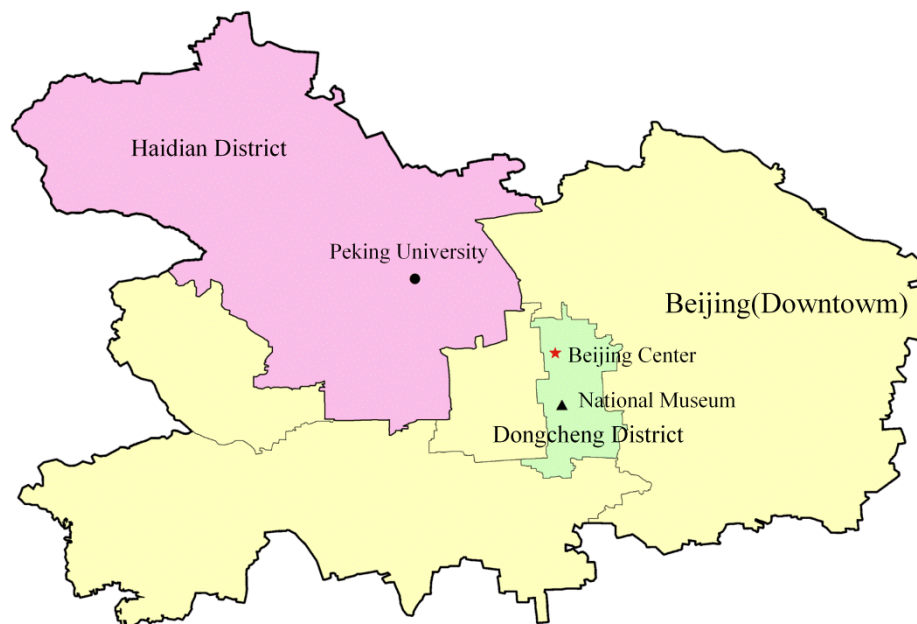 Haidian District
Peking University
Beijing(Downtowm)
Beijing Center
National Museum
Dongcheng District